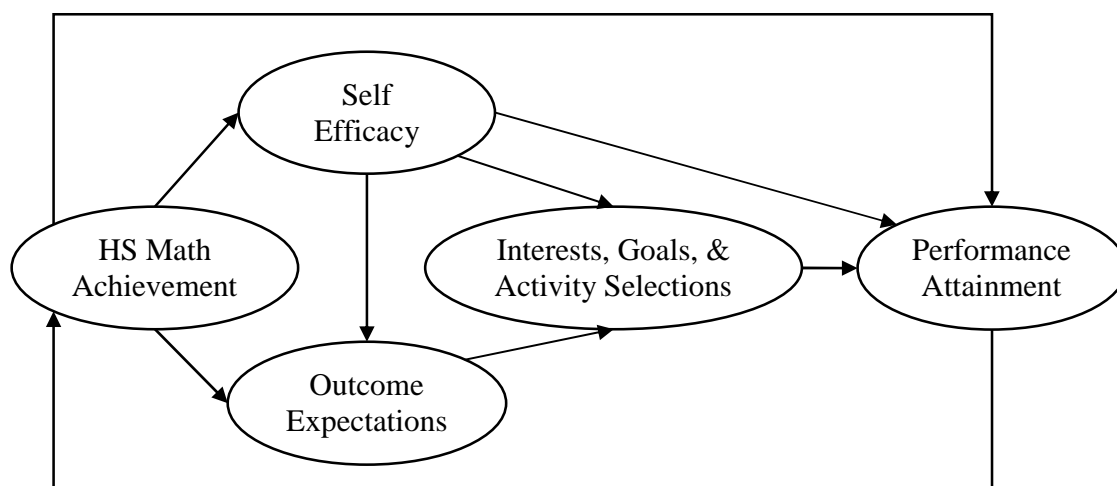 Self
Efficacy
HS Math
Achievement
Interests, Goals, &
Activity Selections
Performance
Attainment
Outcome
Expectations